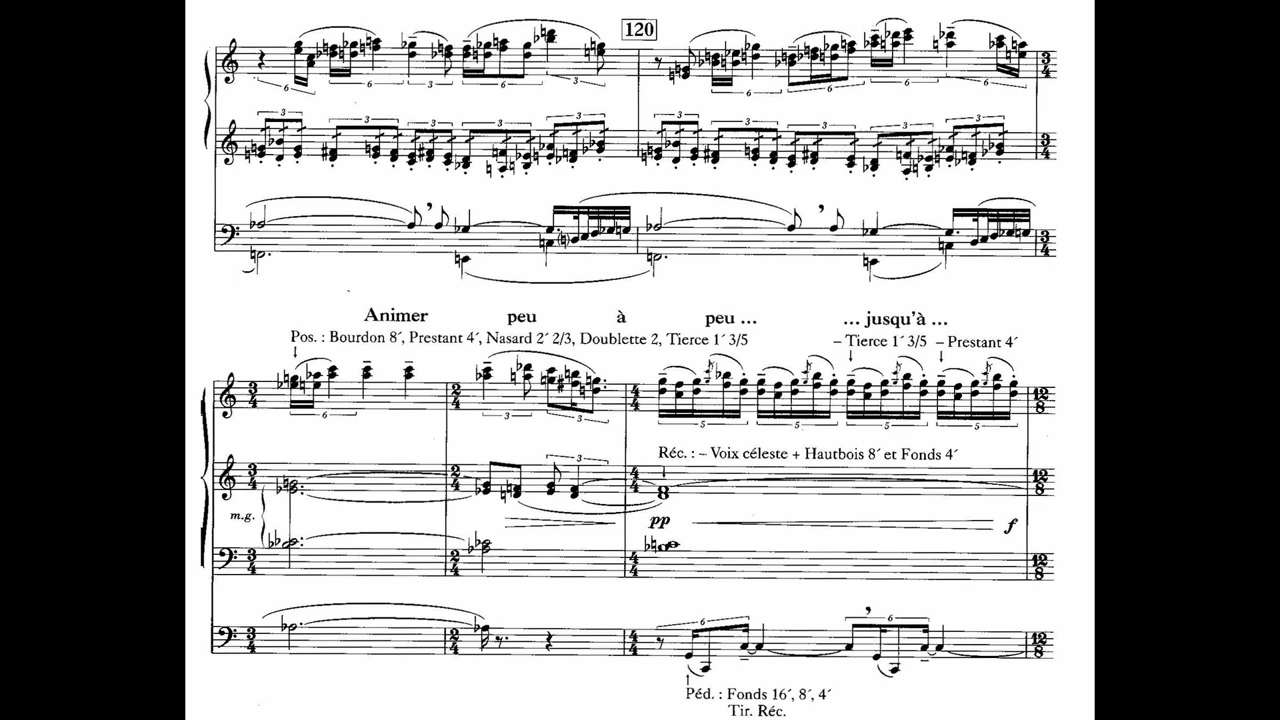 120
Animer peu à peu ... ... jusqu'à ...
Pos. : Bourdon 8´, Prestant 4´, Nasard 2´ 2/3, Doublette 2, Tierce 1´ 3/5 – Tierce 1´ 3/5 – Prestant 4´
Réc. : – Voix céleste + Hautbois 8´ et Fonds 4´
m.g.
pp f
Péd. : Fonds 16´, 8´, 4´
Tir. Réc.